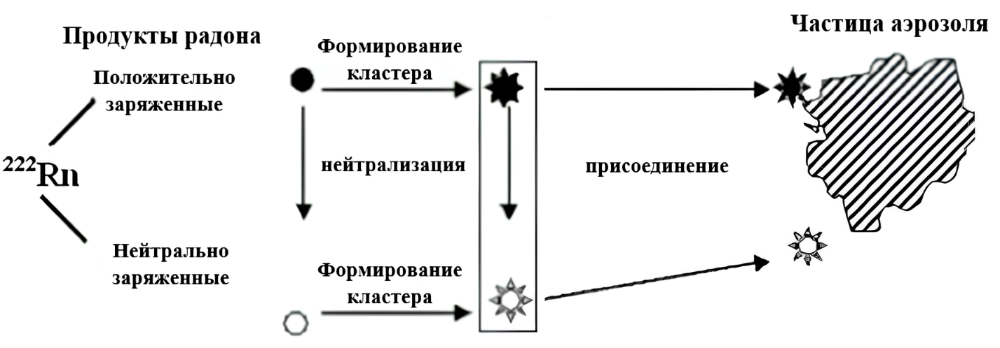 Продукты радона
Положительно
заряженные
²²²Rn
Нейтрально
заряженные
Формирование
кластера
нейтрализация
Формирование
кластера
присоединение
Частица аэрозоля